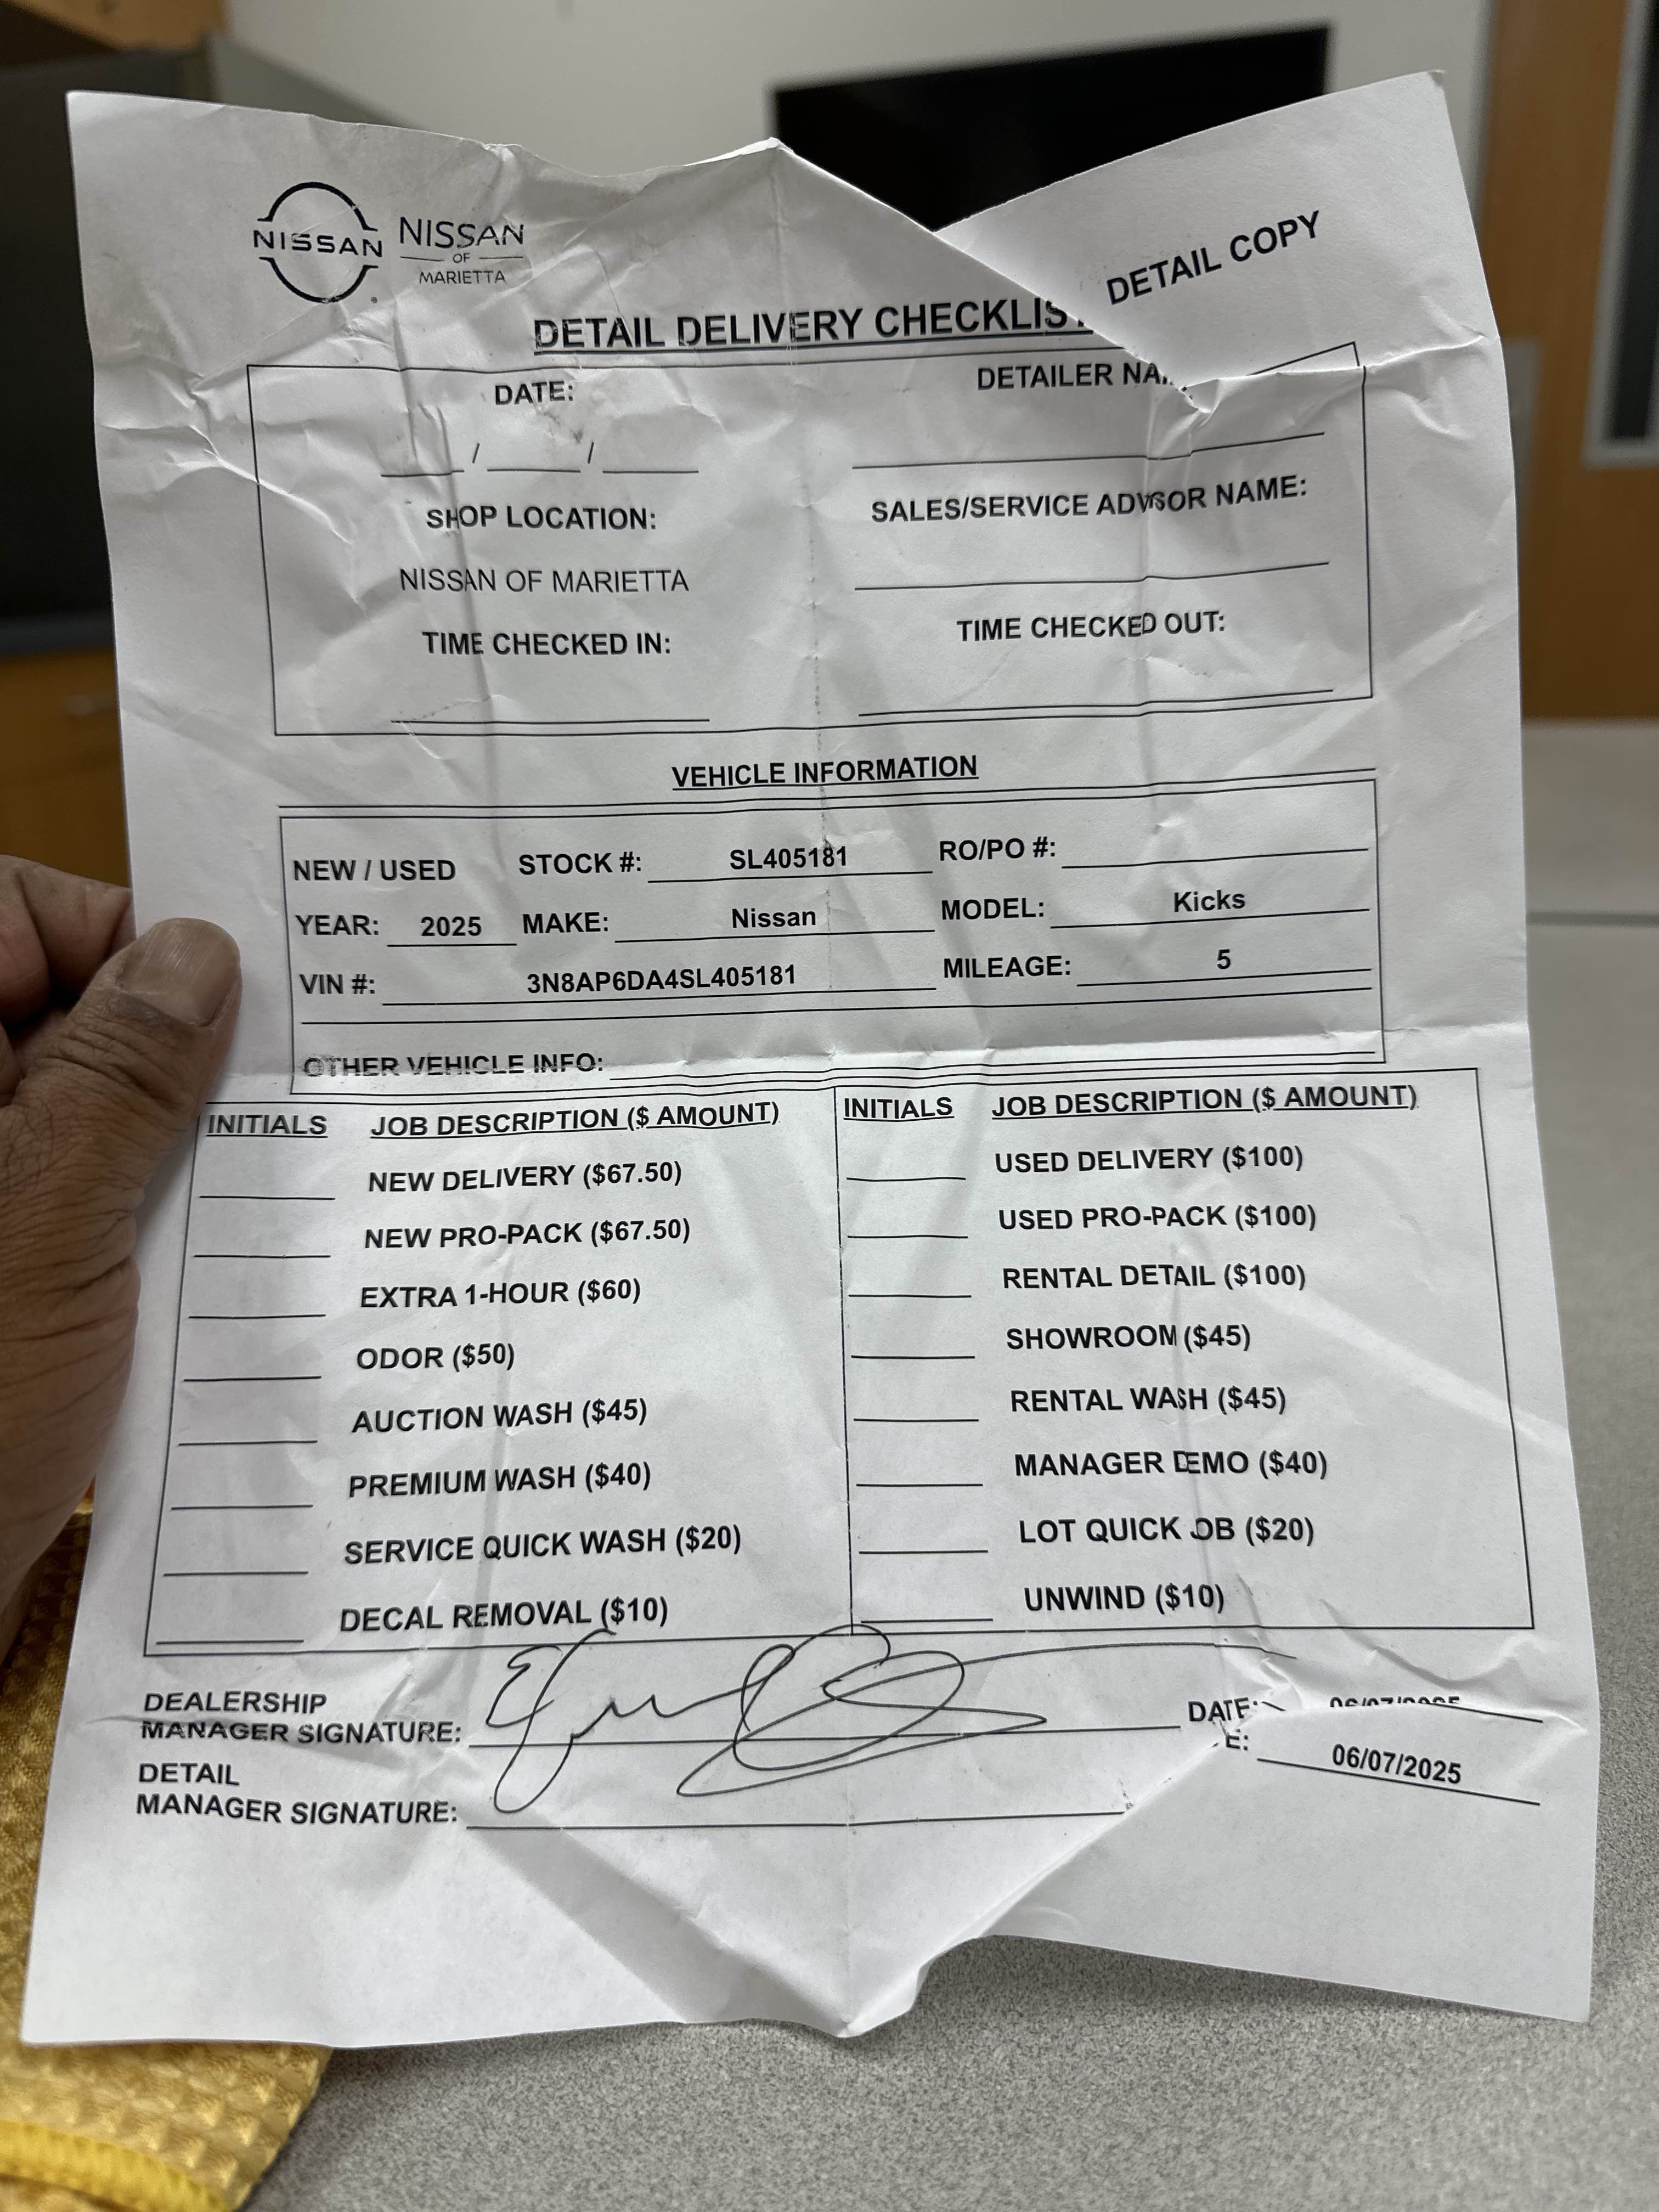 NISSAN
NISSAN
OF
MARIETTA
DETAIL COPY
DETAIL DELIVERY CHECKLIS
DATE:
DETAILER NA
/ /
SHOP LOCATION:
SALES/SERVICE ADVISOR NAME:
NISSAN OF MARIETTA
TIME CHECKED IN:
TIME CHECKED OUT:
VEHICLE INFORMATION
NEW / USED STOCK #: SL405181 RO/PO #:
YEAR: 2025 MAKE: Nissan MODEL: Kicks
VIN #: 3N8AP6DA4SL405181 MILEAGE: 5
OTHER VEHICLE INFO:
INITIALS JOB DESCRIPTION ($ AMOUNT)
NEW DELIVERY ($67.50)
NEW PRO-PACK ($67.50)
EXTRA 1-HOUR ($60)
ODOR ($50)
AUCTION WASH ($45)
PREMIUM WASH ($40)
SERVICE QUICK WASH ($20)
DECAL REMOVAL ($10)
INITIALS JOB DESCRIPTION ($ AMOUNT)
USED DELIVERY ($100)
USED PRO-PACK ($100)
RENTAL DETAIL ($100)
SHOWROOM ($45)
RENTAL WASH ($45)
MANAGER DEMO ($40)
LOT QUICK JOB ($20)
UNWIND ($10)
DEALERSHIP
MANAGER SIGNATURE:
DATE: 06/07/2025
DETAIL
MANAGER SIGNATURE:
E: 06/07/2025